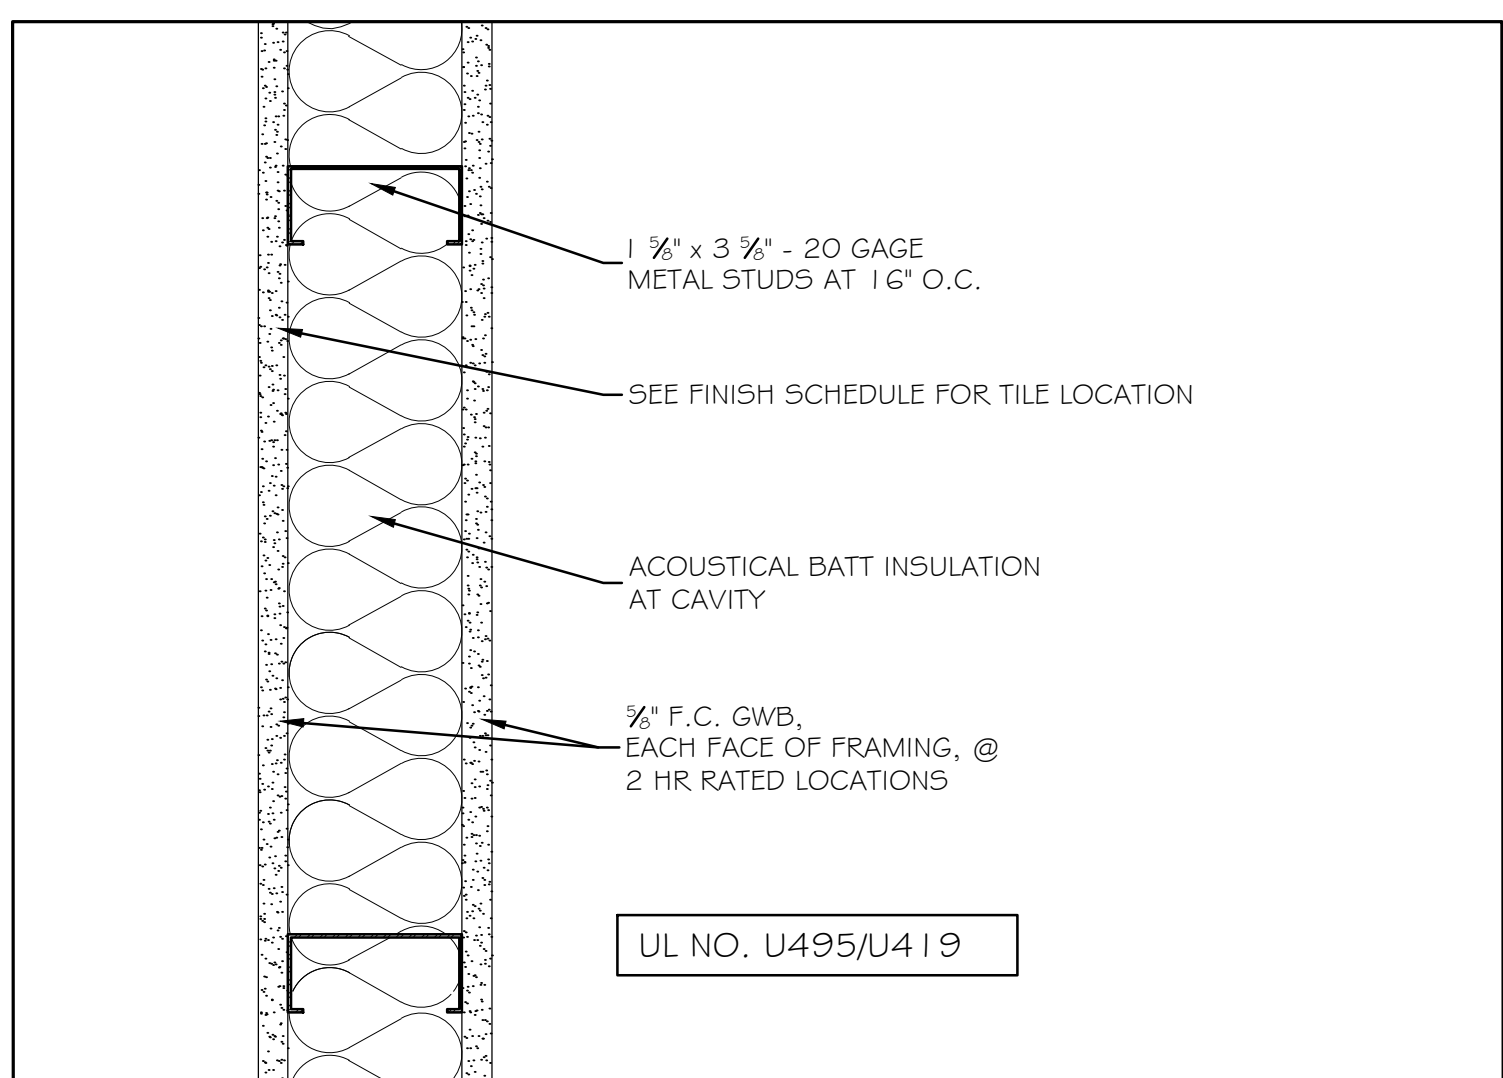 1 5/8" x 3 5/8" - 20 GAGE
METAL STUDS AT 16" O.C.
SEE FINISH SCHEDULE FOR TILE LOCATION
ACOUSTICAL BATT INSULATION
AT CAVITY
5/8" F.C. GWB,
EACH FACE OF FRAMING, @
2 HR RATED LOCATIONS
UL NO. U495/U419